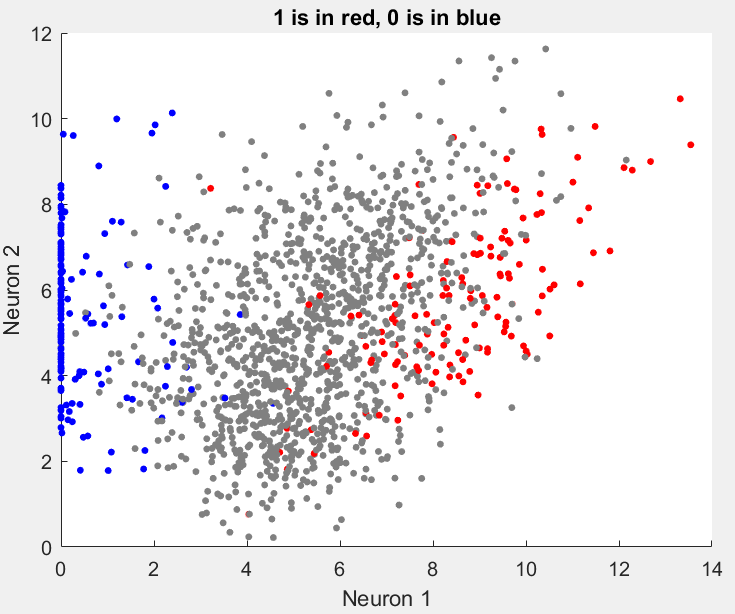 1 is in red, 0 is in blue
12
10
8
6
4
2
0
Neuron 2
0 2 4 6 8 10 12 14
Neuron 1